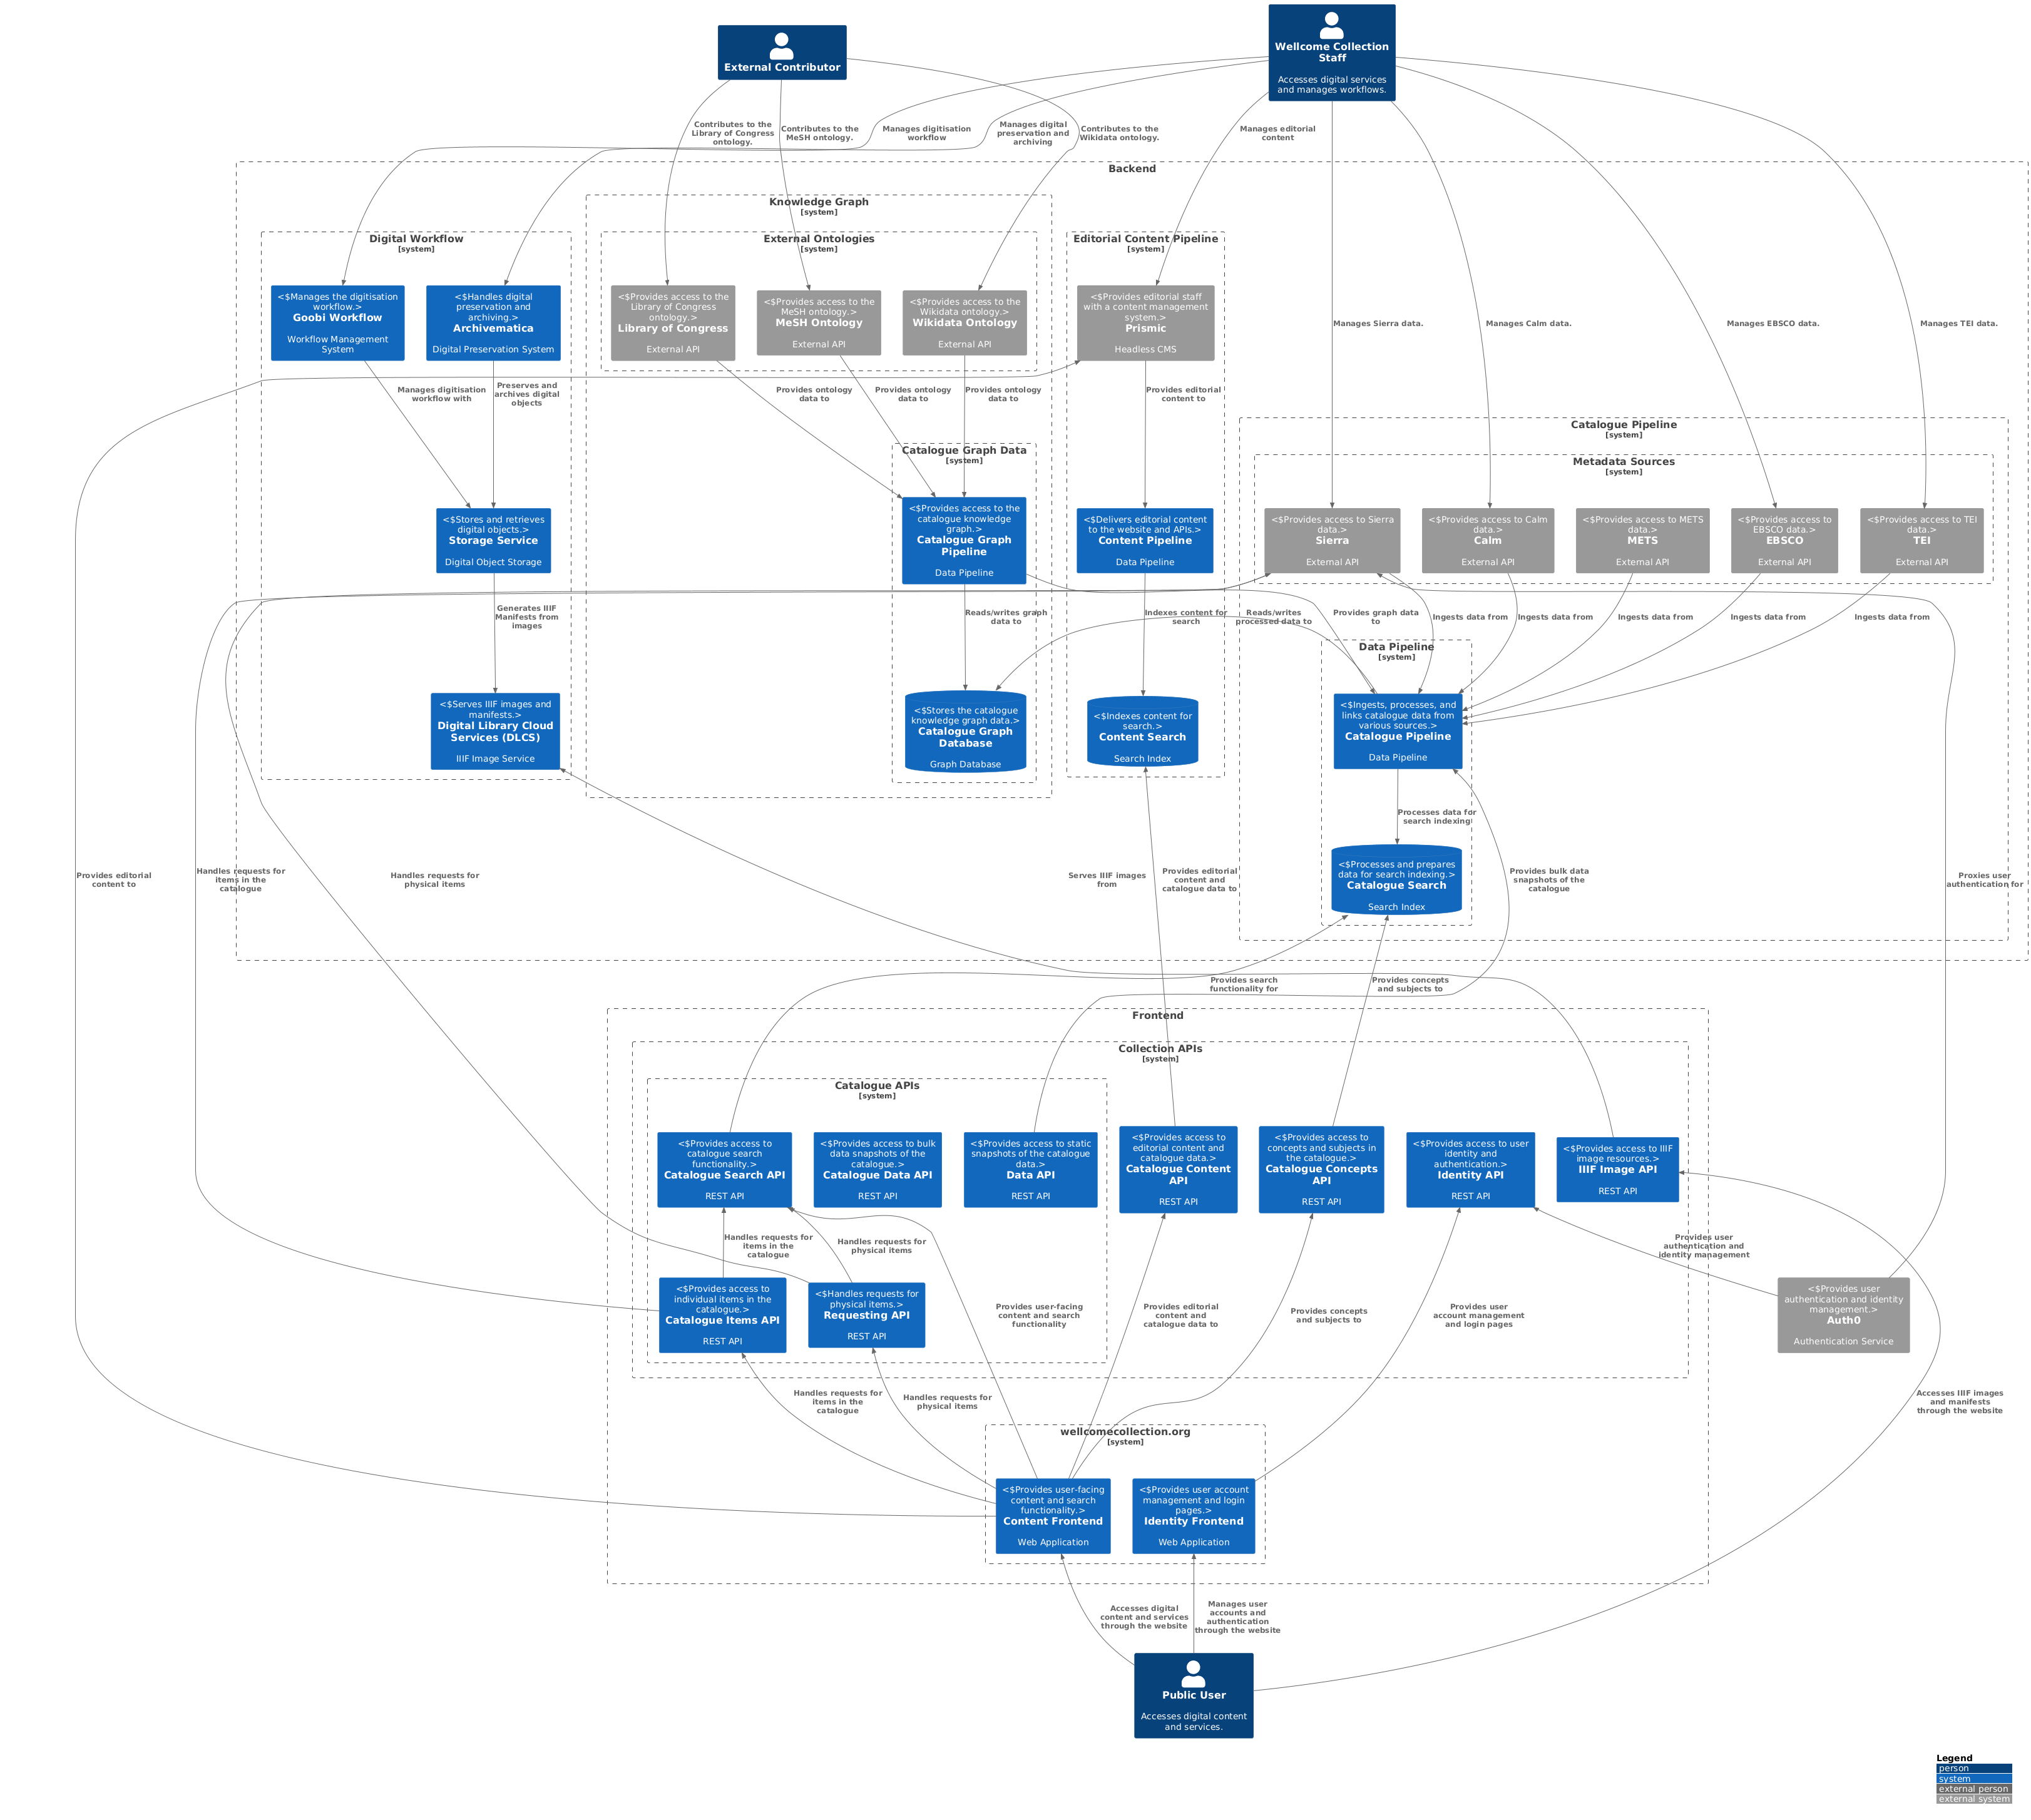 External Contributor
Wellcome Collection
Staff
Accesses digital services
and manages workflows.
Contributes to the
Library of Congress
ontology.
Contributes to the
MeSH ontology.
Manages digitisation
workflow
Manages digital
preservation and
archiving
Contributes to the
Wikidata ontology.
Manages editorial
content
Backend
Knowledge Graph
[system]
Digital Workflow
[system]
External Ontologies
[system]
Editorial Content Pipeline
[system]
<$Manages the digitisation
workflow.>
Goobi Workflow
Workflow Management
System
<$Handles digital
preservation and
archiving.>
Archivematica
Digital Preservation System
<$Provides access to the
Library of Congress
ontology.>
Library of Congress
External API
<$Provides access to the
MeSH ontology.>
MeSH Ontology
External API
<$Provides access to the
Wikidata ontology.>
Wikidata Ontology
External API
<$Provides editorial staff
with a content management
system.>
Prismic
Headless CMS
Manages Sierra data.
Manages Calm data.
Manages EBSCO data.
Manages TEI data.
Manages digitisation
workflow with
Preserves and
archives digital
objects
Provides ontology
data to
Provides ontology
data to
Provides ontology
data to
Provides editorial
content to
Catalogue Pipeline
[system]
Catalogue Graph Data
[system]
Metadata Sources
[system]
<$Stores and retrieves
digital objects.>
Storage Service
Digital Object Storage
<$Provides access to the
catalogue knowledge
graph.>
Catalogue Graph
Pipeline
Data Pipeline
<$Delivers editorial content
to the website and APIs.>
Content Pipeline
Data Pipeline
<$Provides access to Sierra
data.>
Sierra
External API
<$Provides access to Calm
data.>
Calm
External API
<$Provides access to METS
data.>
METS
External API
<$Provides access to
EBSCO data.>
EBSCO
External API
<$Provides access to TEI
data.>
TEI
External API
Generates IIIF
Manifests from
images
Reads/writes graph
data to
Indexes content for
search
Reads/writes
processed data to
Provides graph data
to
Ingests data from
Ingests data from
Ingests data from
Ingests data from
Ingests data from
Data Pipeline
[system]
<$Serves IIIF images and
manifests.>
Digital Library Cloud
Services (DLCS)
IIIF Image Service
<$Stores the catalogue
knowledge graph data.>
Catalogue Graph
Database
Graph Database
<$Indexes content for
search.>
Content Search
Search Index
<$Ingests, processes, and
links catalogue data from
various sources.>
Catalogue Pipeline
Data Pipeline
Processes data for
search indexing
Provides editorial
content to
Handles requests for
items in the
catalogue
Handles requests for
physical items
Serves IIIF images
from
Provides editorial
content and
catalogue data to
<$Processes and prepares
data for search indexing.>
Catalogue Search
Search Index
Provides bulk data
snapshots of the
catalogue
Proxies user
authentication for
Provides search
functionality for
Provides concepts
and subjects to
Frontend
Collection APIs
[system]
Catalogue APIs
[system]
<$Provides access to
catalogue search
functionality.>
Catalogue Search API
REST API
<$Provides access to bulk
data snapshots of the
catalogue.>
Catalogue Data API
REST API
<$Provides access to static
snapshots of the catalogue
data.>
Data API
REST API
<$Provides access to
editorial content and
catalogue data.>
Catalogue Content
API
REST API
<$Provides access to
concepts and subjects in
the catalogue.>
Catalogue Concepts
API
REST API
<$Provides access to user
identity and
authentication.>
Identity API
REST API
<$Provides access to IIIF
image resources.>
IIIF Image API
REST API
Handles requests for
items in the
catalogue
Handles requests for
physical items
Provides user
authentication and
identity management
<$Provides access to
individual items in the
catalogue.>
Catalogue Items API
REST API
<$Handles requests for
physical items.>
Requesting API
REST API
Provides user-facing
content and search
functionality
Provides editorial
content and
catalogue data to
Provides concepts
and subjects to
Provides user
account management
and login pages
<$Provides user
authentication and identity
management.>
Auth0
Authentication Service
Handles requests for
items in the
catalogue
Handles requests for
physical items
Accesses IIIF images
and manifests
through the website
wellcomecollection.org
[system]
<$Provides user-facing
content and search
functionality.>
Content Frontend
Web Application
<$Provides user account
management and login
pages.>
Identity Frontend
Web Application
Accesses digital
content and services
through the website
Manages user
accounts and
authentication
through the website
Public User
Accesses digital content
and services.
Legend
person
system
external person
external system